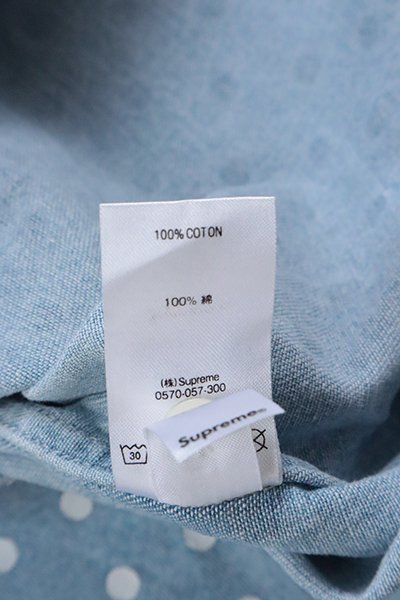 100% COTON
100% 綿
(株) Supreme
0570-057-300
30
Supreme®